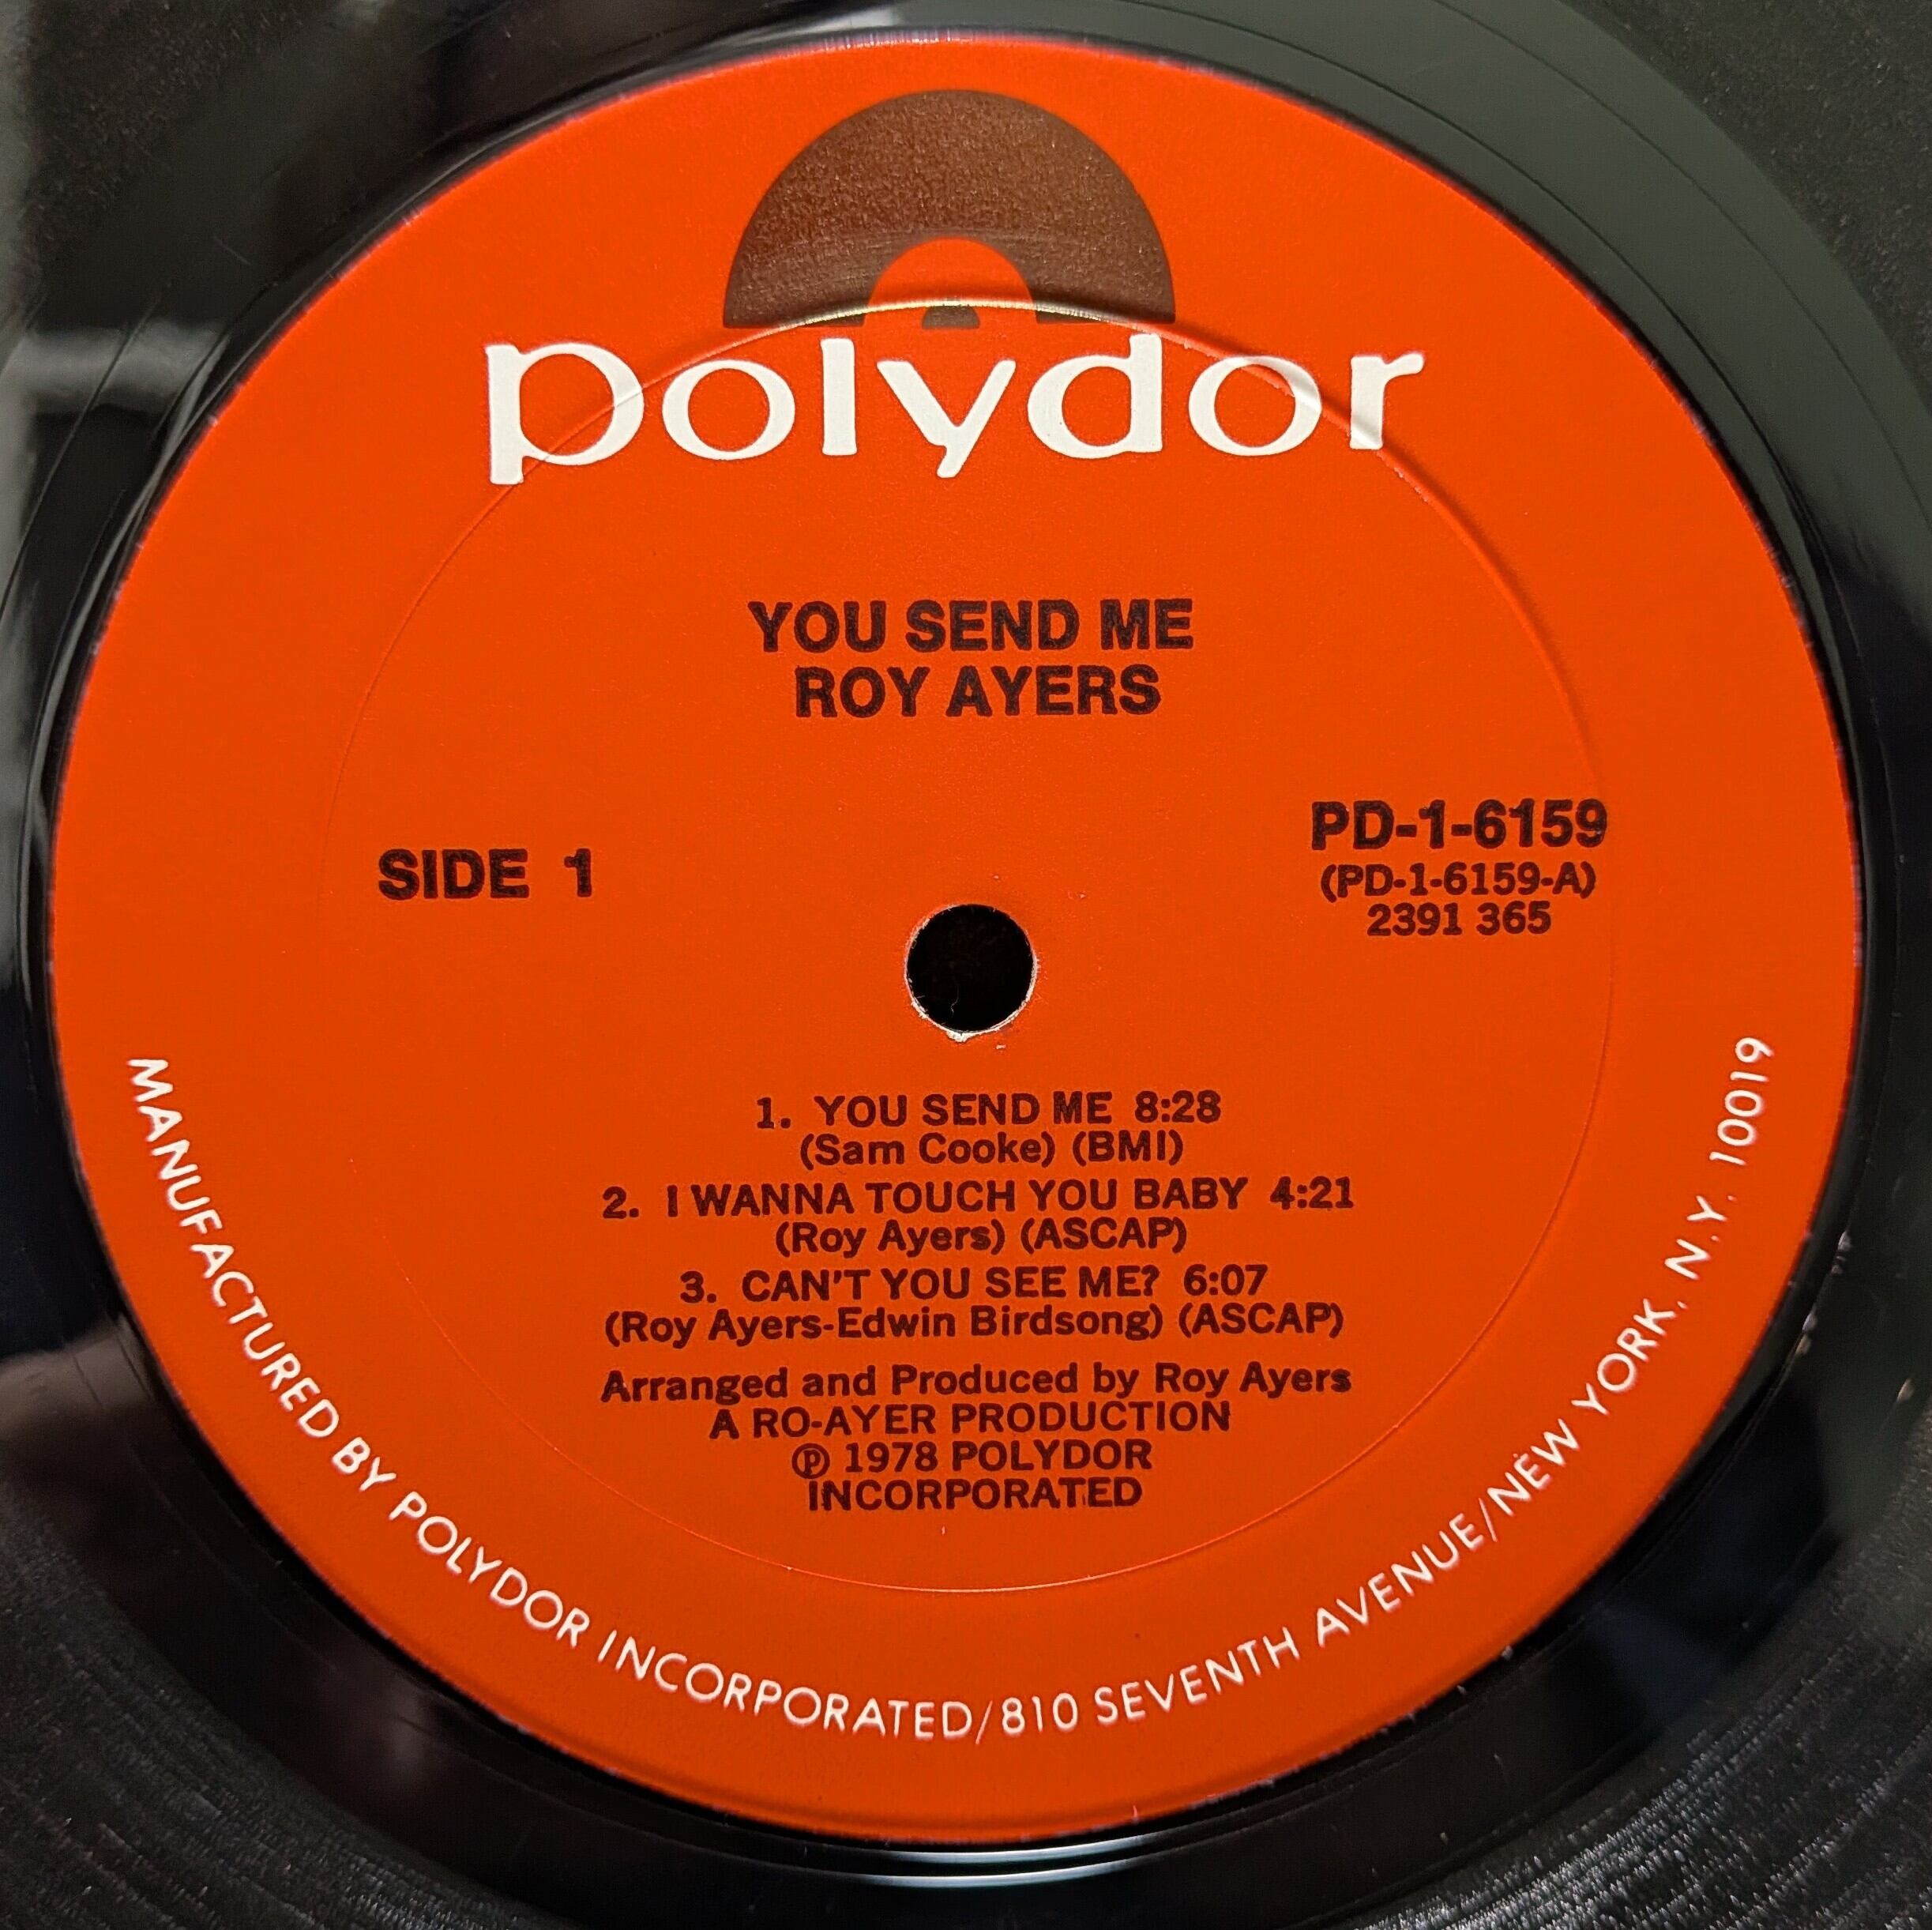 polydor
YOU SEND ME
ROY AYERS
SIDE 1
PD-1-6159
(PD-1-6159-A)
2391 365
1. YOU SEND ME 8:28
(Sam Cooke) (BMI)
2. I WANNA TOUCH YOU BABY 4:21
(Roy Ayers) (ASCAP)
3. CAN'T YOU SEE ME? 6:07
(Roy Ayers-Edwin Birdsong) (ASCAP)
Arranged and Produced by Roy Ayers
A RO-AYER PRODUCTION
℗ 1978 POLYDOR
INCORPORATED
MANUFACTURED BY POLYDOR INCORPORATED/810 SEVENTH AVENUE/NEW YORK, N.Y. 10019